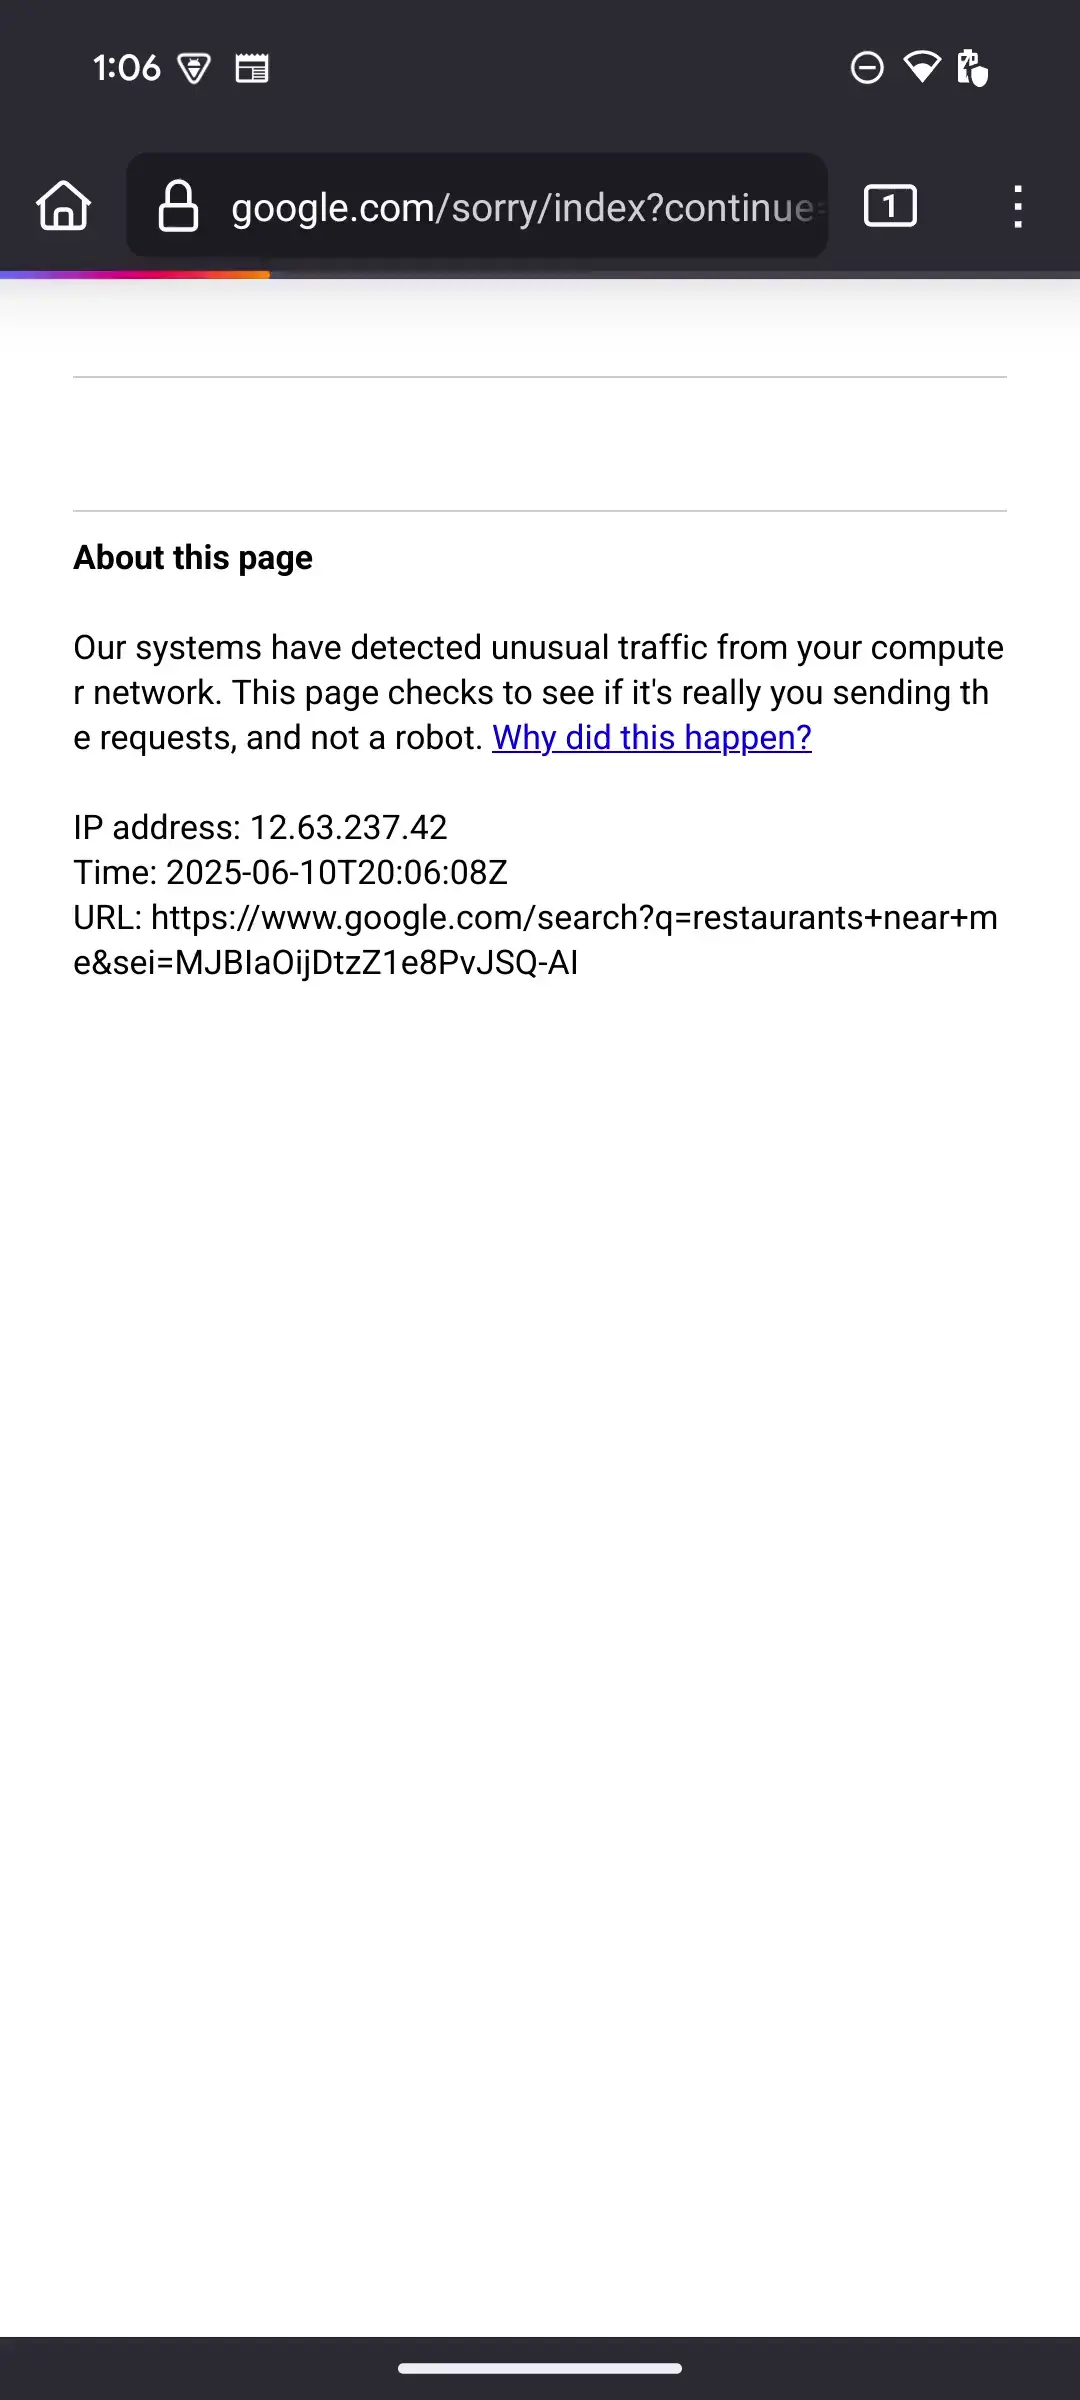 1:06
google.com/sorry/index?continue
1
About this page
Our systems have detected unusual traffic from your compute
r network. This page checks to see if it's really you sending th
e requests, and not a robot. Why did this happen?
IP address: 12.63.237.42
Time: 2025-06-10T20:06:08Z
URL: https://www.google.com/search?q=restaurants+near+m
e&sei=MJBIaOijDtzZ1e8PvJSQ-AI